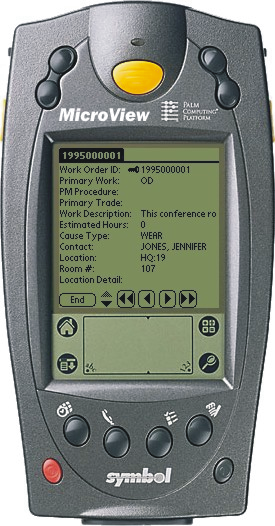 MicroView
PALM
COMPUTING®
PLATFORM
1995000001
Work Order ID: 1995000001
Primary Work: OD
PM Procedure:
Primary Trade:
Work Description: This conference ro
Estimated Hours: 0
Cause Type: WEAR
Contact: JONES, JENNIFER
Location: HQ:19
Room #: 107
Location Detail:
End
symbol